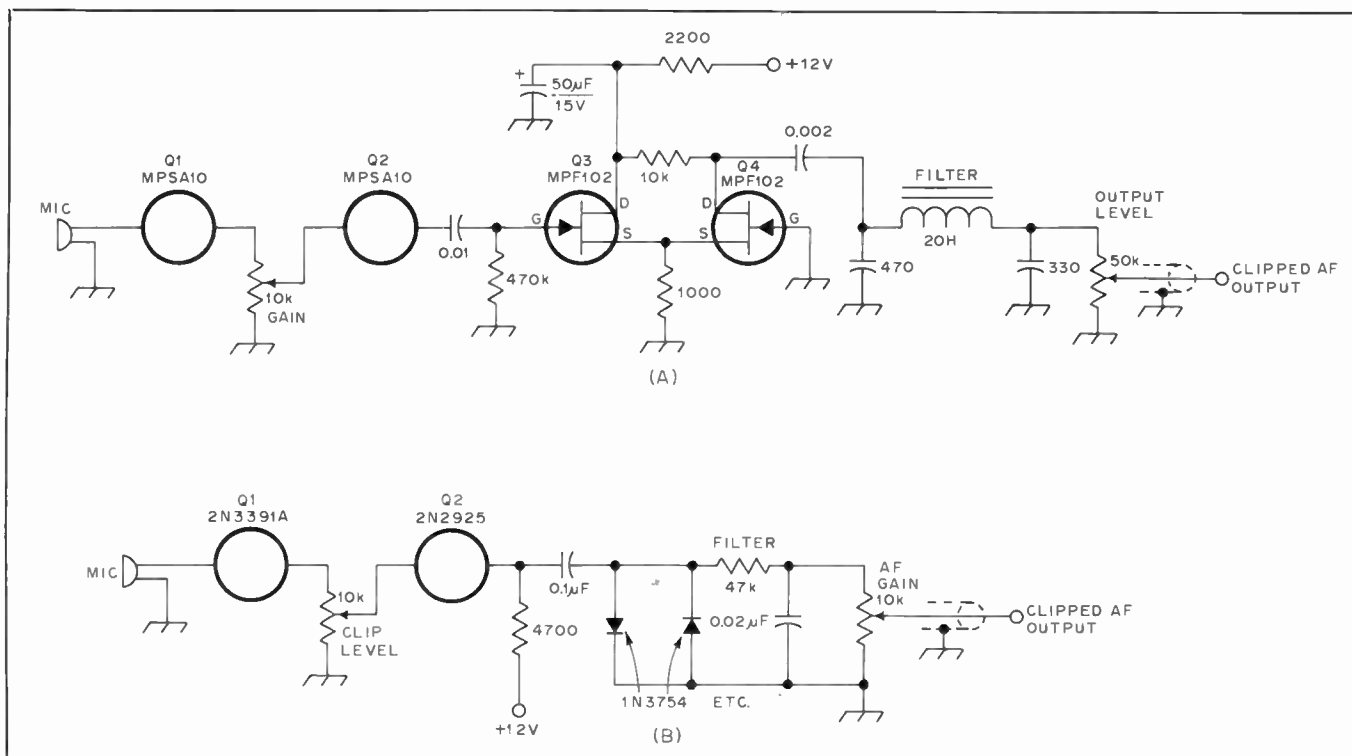 2200
+12V
+
50µF
15V
0.002
Q1
MPSA10
Q2
MPSA10
Q3
MPF102
10k
Q4
MPF102
FILTER
OUTPUT
LEVEL
MIC
D
D
G
G
S
S
0.01
20H
10k
GAIN
470k
1000
470
330
50k
CLIPPED AF
OUTPUT
(A)
Q1
2N3391A
Q2
2N2925
FILTER
MIC
0.1µF
47k
AF
GAIN
10k
10k
CLIP
LEVEL
4700
0.02µF
CLIPPED AF
OUTPUT
1N3754
ETC.
+12V
(B)